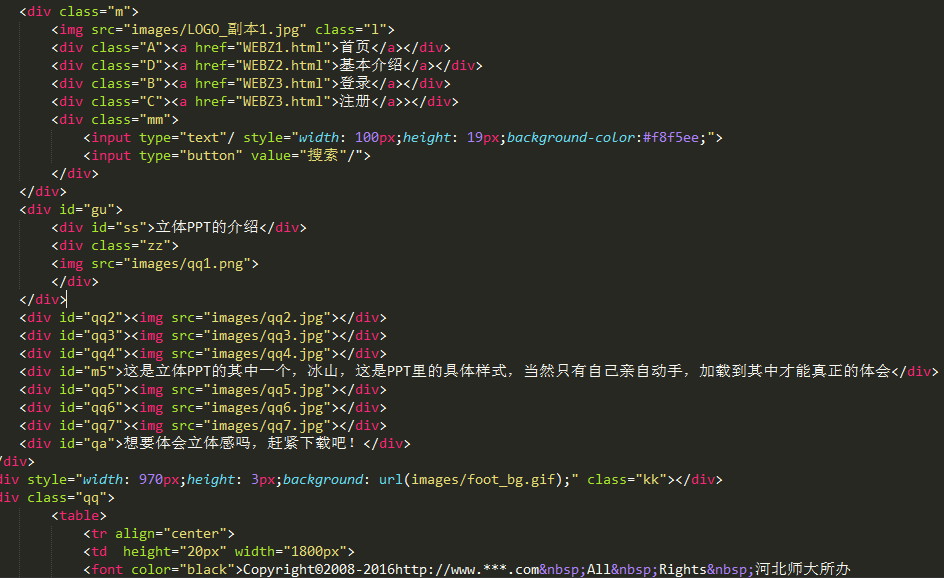 <div class="m">
<img src="images/LOGO_副本1.jpg" class="l">
<div class="A"><a href="WEBZ1.html">首页</a></div>
<div class="D"><a href="WEBZ2.html">基本介绍</a></div>
<div class="B"><a href="WEBZ3.html">登录</a></div>
<div class="C"><a href="WEBZ3.html">注册</a>></div>
<div class="mm">
<input type="text"/ style="width: 100px;height: 19px;background-color:#f8f5ee;">
<input type="button" value="搜索"/">
</div>
</div>
<div id="gu">
<div id="ss">立体PPT的介绍</div>
<div class="zz">
<img src="images/qq1.png">
</div>
</div>
<div id="qq2"><img src="images/qq2.jpg"></div>
<div id="qq3"><img src="images/qq3.jpg"></div>
<div id="qq4"><img src="images/qq4.jpg"></div>
<div id="m5">这是立体PPT的其中一个，冰山，这是PPT里的具体样式，当然只有自己亲自动手，加载到其中才能真正的体会</div>
<div id="qq5"><img src="images/qq5.jpg"></div>
<div id="qq6"><img src="images/qq6.jpg"></div>
<div id="qq7"><img src="images/qq7.jpg"></div>
<div id="qa">想要体会立体感吗，赶紧下载吧！</div>
/div>
div style="width: 970px;height: 3px;background: url(images/foot_bg.gif);" class="kk"></div>
div class="qq">
<table>
<tr align="center">
<td  height="20px" width="1800px">
<font color="black">Copyright©2008-2016http://www.***.com&nbsp;All&nbsp;Rights&nbsp;河北师大所办